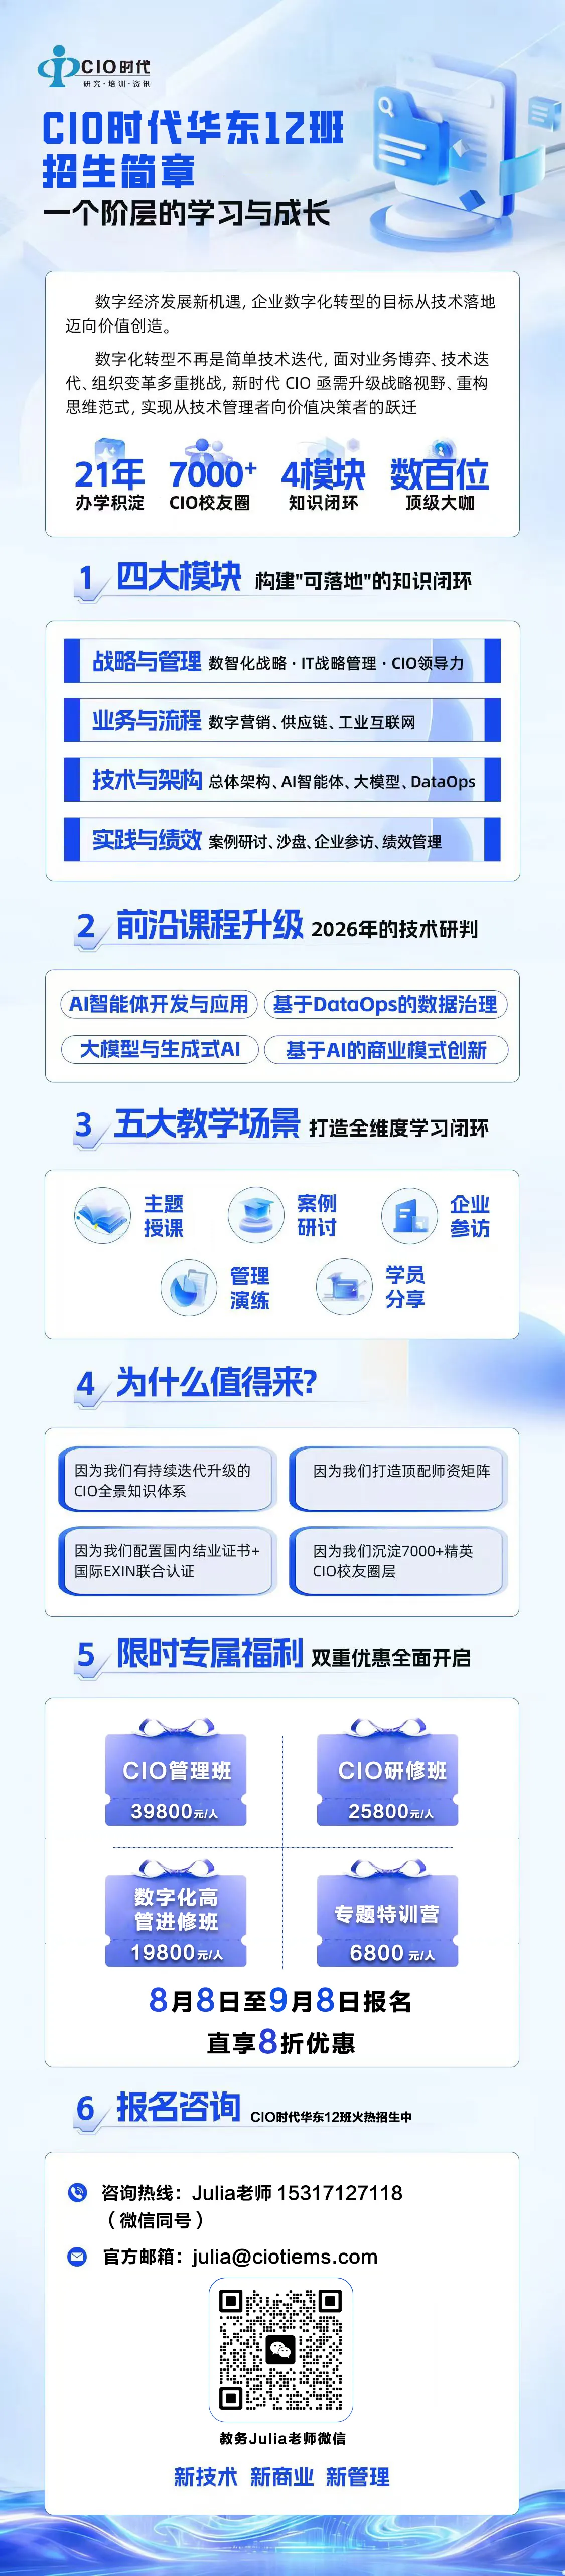 CIO时代
研究·培训·资讯
CIO时代华东12班
招生简章
一个阶层的学习与成长
数字经济发展新机遇，企业数字化转型的目标从技术落地
迈向价值创造。
数字化转型不再是简单技术迭代，面对业务博弈、技术迭
代、组织变革多重挑战，新时代 CIO 亟需升级战略视野、重构
思维范式，实现从技术管理者向价值决策者的跃迁
21年 7000+ 4模块 数百位
办学积淀 CIO校友圈 知识闭环 顶级大咖
1 四大模块 构建"可落地"的知识闭环
战略与管理 数智化战略·IT战略管理·CIO领导力
业务与流程 数字营销、供应链、工业互联网
技术与架构 总体架构、AI智能体、大模型、DataOps
实践与绩效 案例研讨、沙盘、企业参访、绩效管理
2 前沿课程升级 2026年的技术研判
AI智能体开发与应用 基于DataOps的数据治理
大模型与生成式AI 基于AI的商业模式创新
3 五大教学场景 打造全维度学习闭环
主题
授课
案例
研讨
企业
参访
管理
演练
学员
分享
4 为什么值得来?
因为我们有持续迭代升级的
CIO全景知识体系
因为我们打造顶配师资矩阵
因为我们配置国内结业证书+
国际EXIN联合认证
因为我们沉淀7000+精英
CIO校友圈层
5 限时专属福利 双重优惠全面开启
CIO管理班
39800元/人
CIO研修班
25800元/人
数字化高
管进修班
19800元/人
专题特训营
6800元/人
8月8日至9月8日报名
直享8折优惠
6 报名咨询 CIO时代华东12班火热招生中
咨询热线：Julia老师 15317127118
（微信同号）
官方邮箱：julia@ciotiems.com
教务Julia老师微信
新技术 新商业 新管理